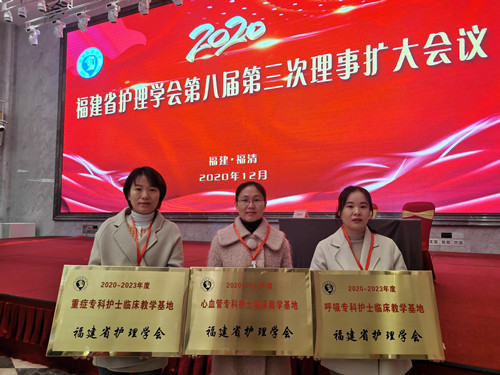 2020
福建省护理学会第八届第三次理事扩大会议
福建·福清
2020年12月
2020-2023年度
重症专科护士临床教学基地
福建省护理学会
2020-2023年度
心血管专科护士临床教学基地
福建省护理学会
2020-2023年度
呼吸专科护士临床教学基地
福建省护理学会